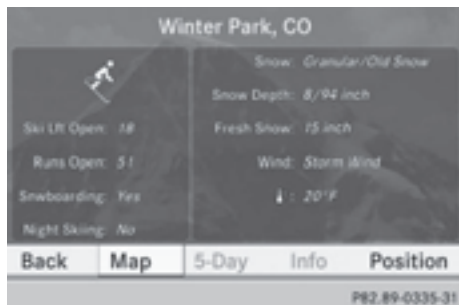 Winter Park, CO
Snow: Granular/Old Snow
Snow Depth: 8/94 inch
Ski Lift Open: 18
Fresh Snow: 15 inch
Runs Open: 51
Wind: Storm Wind
Snwboarding: Yes
: 20°F
Night Skiing: No
Back Map 5-Day Info Position
P82.89-0335-31